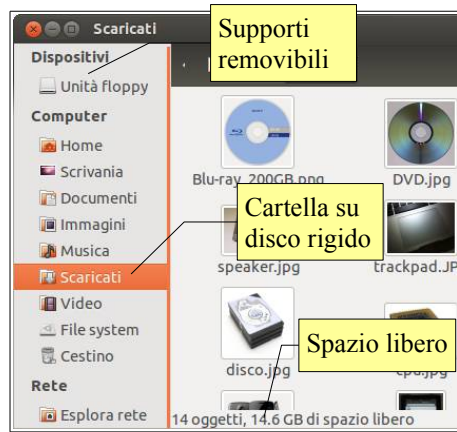 Scaricati
Supporti
removibili
Dispositivi
Unità floppy
Computer
Home
Scrivania
Documenti
Immagini
Musica
Scaricati
Video
File system
Cestino
Rete
Esplora rete
Blu-ray_200GB.png
DVD.jpg
Cartella su
disco rigido
speaker.jpg
trackpad.JP
Spazio libero
disco.jpg
cpu.jpg
14 oggetti, 14.6 GB di spazio libero